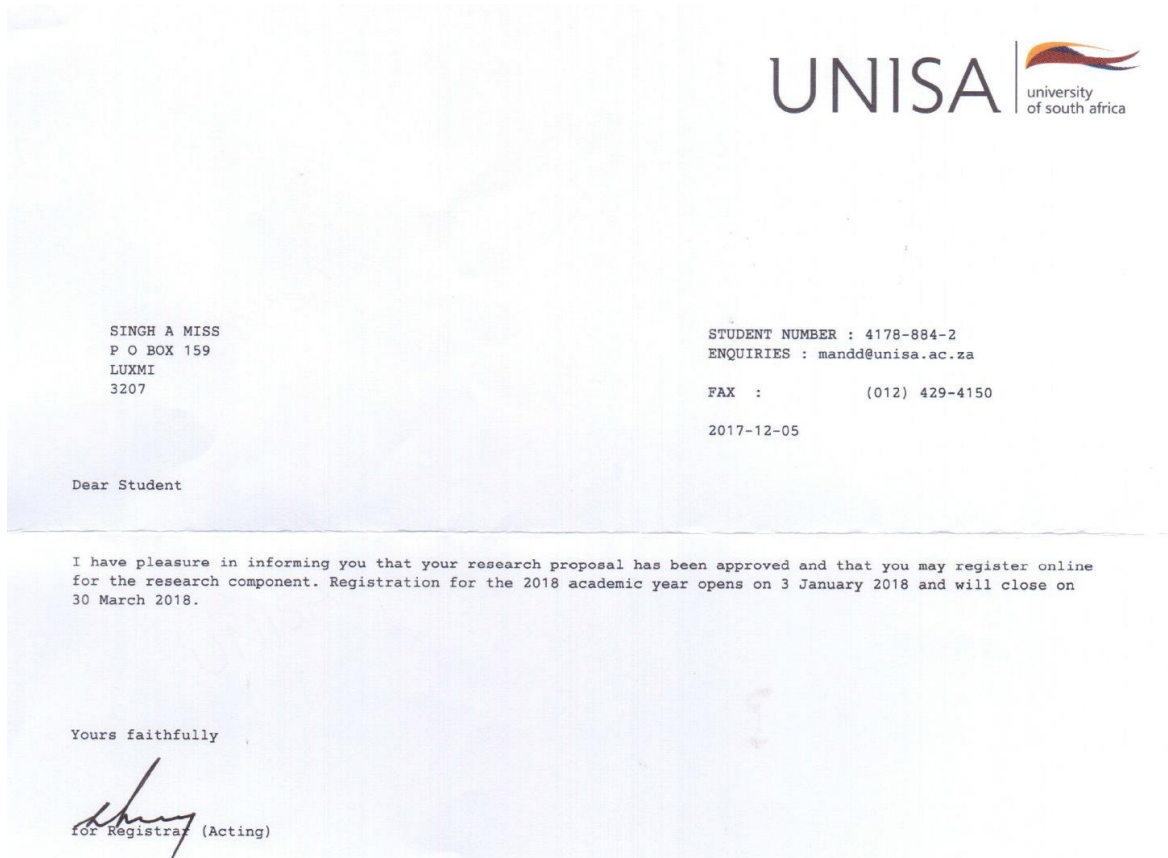 UNISA
university
of south africa
SINGH A MISS
P O BOX 159
LUXMI
3207
STUDENT NUMBER : 4178-884-2
ENQUIRIES : mandd@unisa.ac.za
FAX : (012) 429-4150
2017-12-05
Dear Student
I have pleasure in informing you that your research proposal has been approved and that you may register online
for the research component. Registration for the 2018 academic year opens on 3 January 2018 and will close on
30 March 2018.
Yours faithfully
for Registrar (Acting)